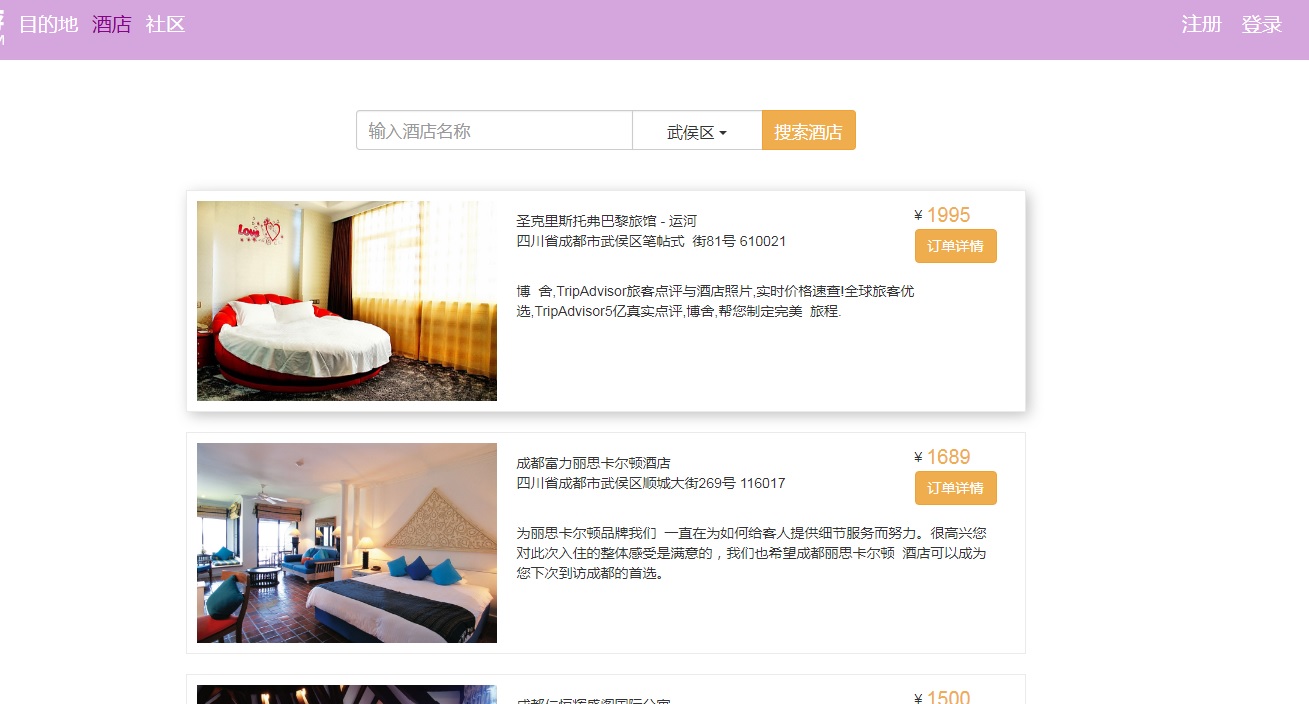 目的地 酒店 社区 注册 登录
输入酒店名称 武侯区 搜索酒店
Love
圣克里斯托弗巴黎旅馆 - 运河
四川省成都市武侯区笔帖式 街81号 610021
¥ 1995
订单详情
博 舍,TripAdvisor旅客点评与酒店照片,实时价格速查!全球旅客优
选,TripAdvisor5亿真实点评,博舍,帮您制定完美 旅程.
成都富力丽思卡尔顿酒店
四川省成都市武侯区顺城大街269号 116017
¥ 1689
订单详情
为丽思卡尔顿品牌我们 一直在为如何给客人提供细节服务而努力。很高兴您
对此次入住的整体感受是满意的，我们也希望成都丽思卡尔顿 酒店可以成为
您下次到访成都的首选。
¥ 1500